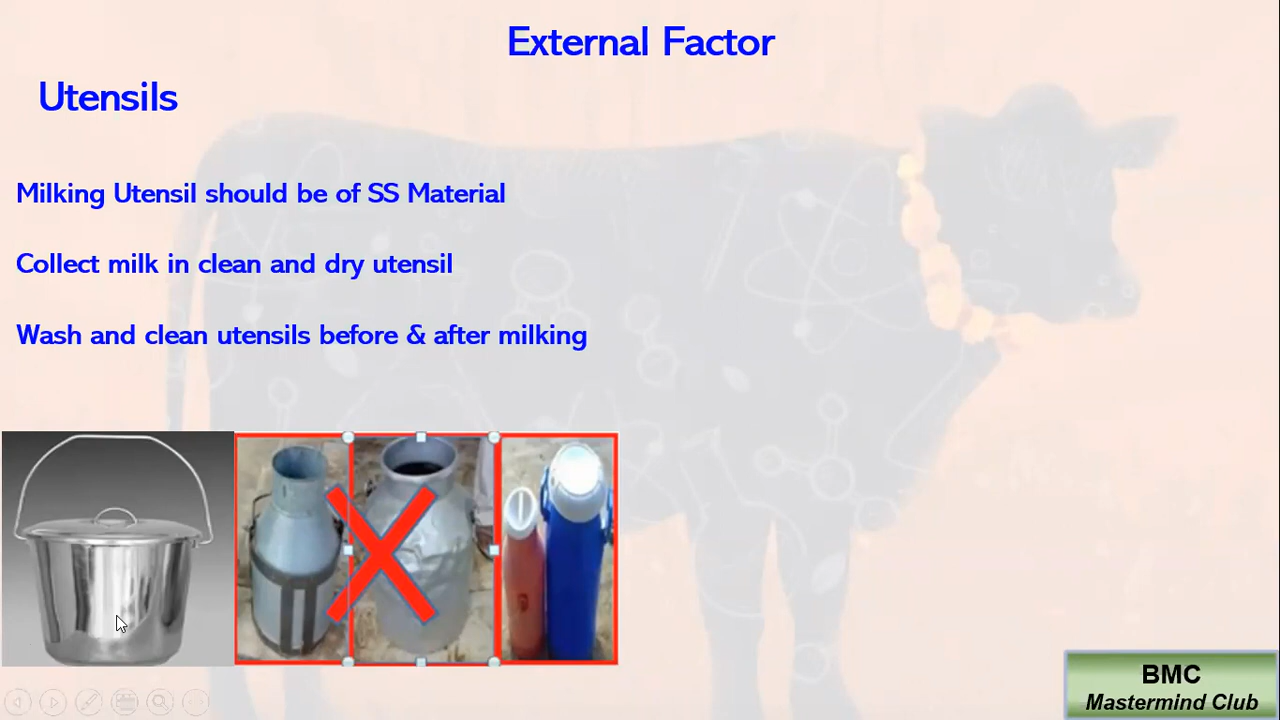 External Factor
Utensils
Milking Utensil should be of SS Material
Collect milk in clean and dry utensil
Wash and clean utensils before & after milking
BMC
Mastermind Club